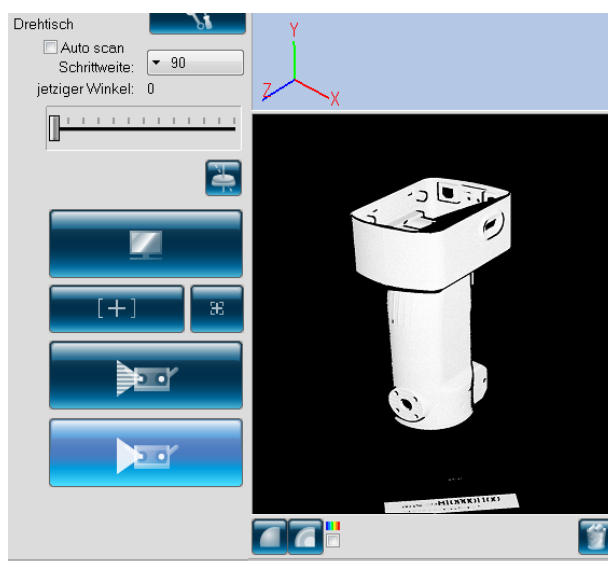 Drehtisch
Auto scan
Schrittweite: 90
jetziger Winkel: 0
Y
Z
X